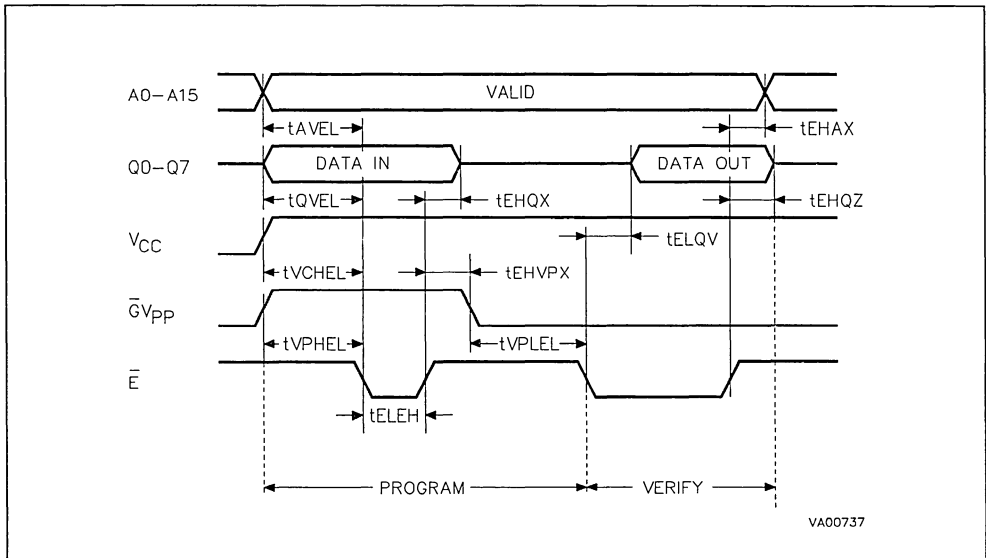 A0-A15
VALID
tAVEL
tEHAX
Q0-Q7
DATA IN
DATA OUT
tQVEL
tEHQX
tEHQZ
VCC
tELQV
tVCHEL
tEHVPX
G̅VPP
tVPHEL
tVPLEL
E̅
tELEH
PROGRAM
VERIFY
VA00737